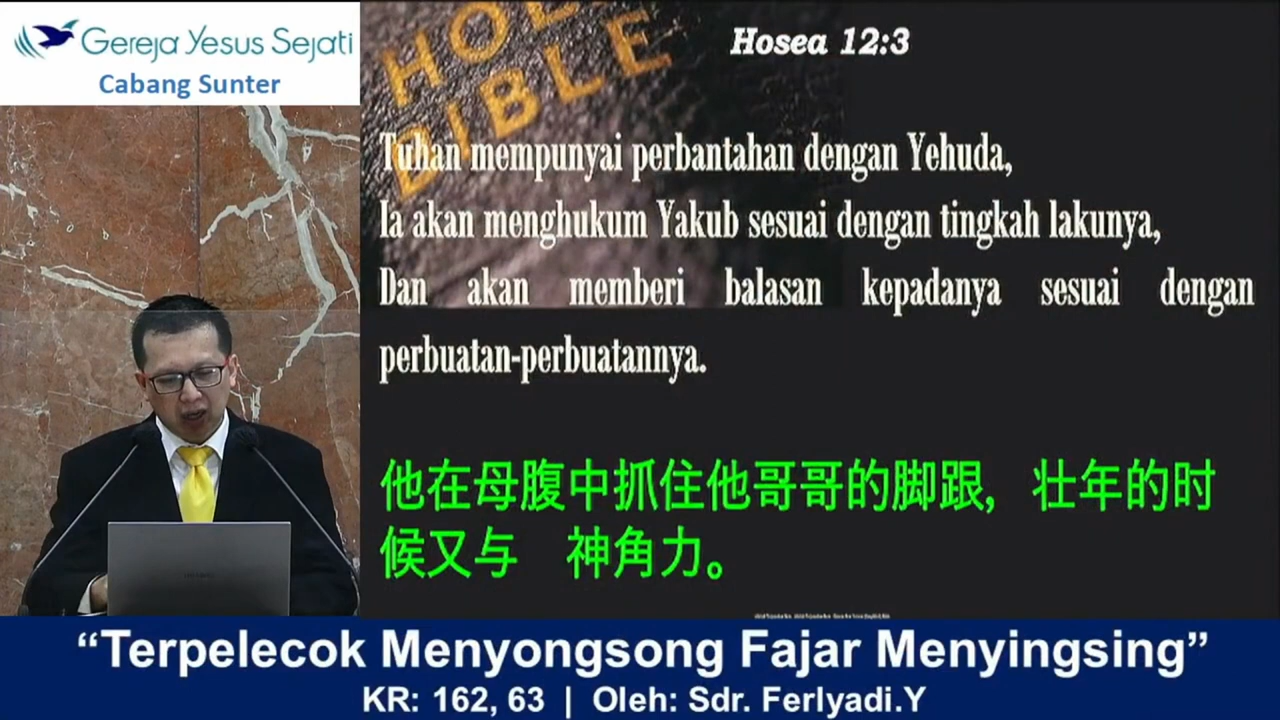 Gereja Yesus Sejati
Cabang Sunter
HOLY
BIBLE
Hosea 12:3
Tuhan mempunyai perbantahan dengan Yehuda,
Ia akan menghukum Yakub sesuai dengan tingkah lakunya,
Dan akan memberi balasan kepadanya sesuai dengan
perbuatan-perbuatannya.
他在母腹中抓住他哥哥的脚跟,壮年的时
候又与 神角力。
“Terpelecok Menyongsong Fajar Menyingsing”
KR: 162, 63 | Oleh: Sdr. Ferlyadi.Y